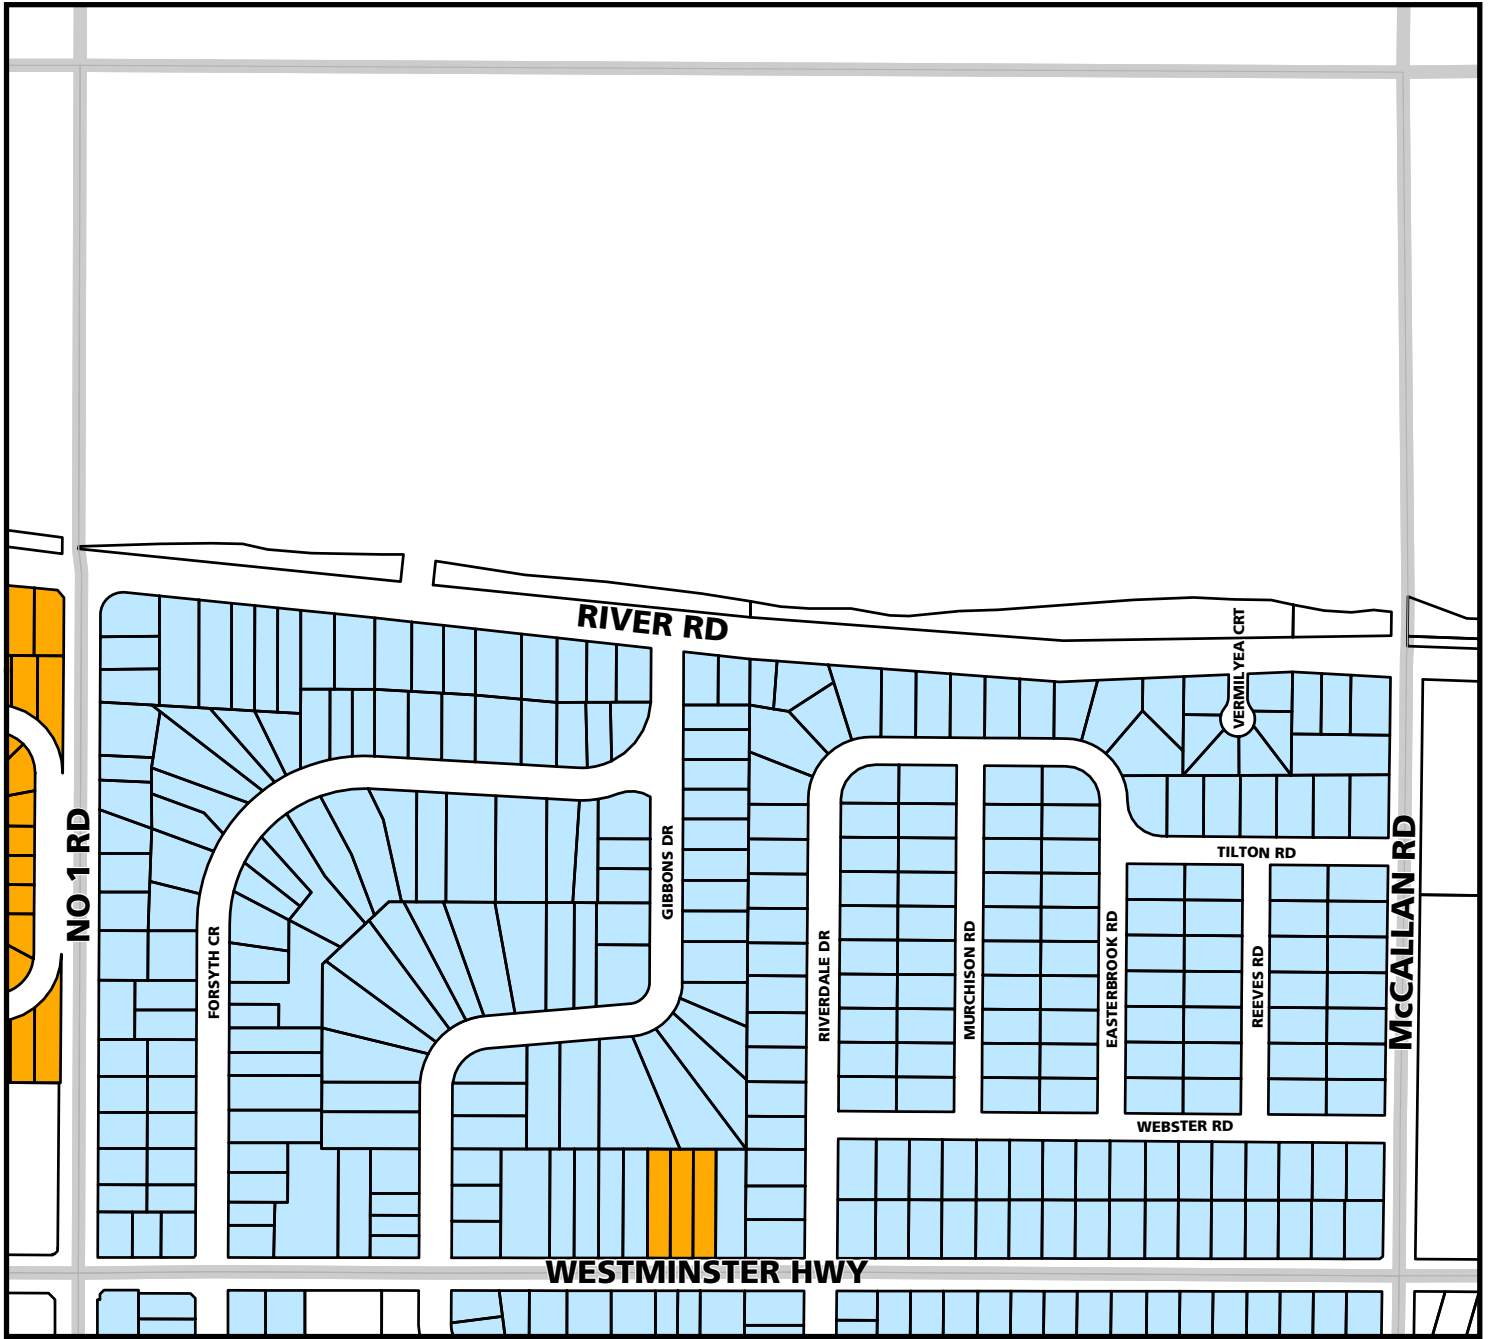 RIVER RD
VERMILYEA CRT
NO 1 RD
GIBBONS DR
TILTON RD
McCALLAN RD
FORSYTH CR
RIVERDALE DR
MURCHISON RD
EASTERBROOK RD
REEVES RD
WEBSTER RD
WESTMINSTER HWY